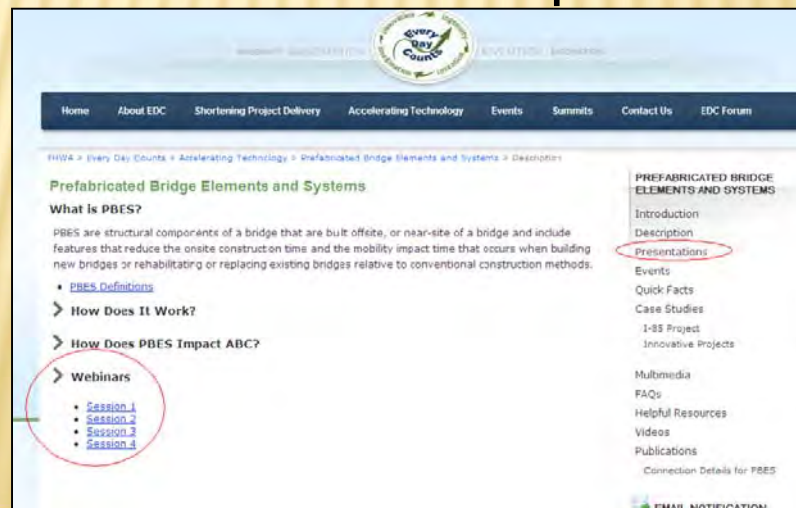 Every
Day
Counts
Home About EDC Shortening Project Delivery Accelerating Technology Events Summits Contact Us EDC Forum
FHWA > Every Day Counts > Accelerating Technology > Prefabricated Bridge Elements and Systems > Description
Prefabricated Bridge Elements and Systems
What is PBES?
PBES are structural components of a bridge that are built offsite, or near-site of a bridge and include
features that reduce the onsite construction time and the mobility impact time that occurs when building
new bridges or rehabilitating or replacing existing bridges relative to conventional construction methods.
• PBES Definitions
> How Does It Work?
> How Does PBES Impact ABC?
> Webinars
• Session 1
• Session 2
• Session 3
• Session 4
PREFABRICATED BRIDGE
ELEMENTS AND SYSTEMS
Introduction
Description
Presentations
Events
Quick Facts
Case Studies
I-85 Project
Innovative Projects
Multimedia
FAQs
Helpful Resources
Videos
Publications
Connection Details for PBES
EMAIL NOTIFICATION